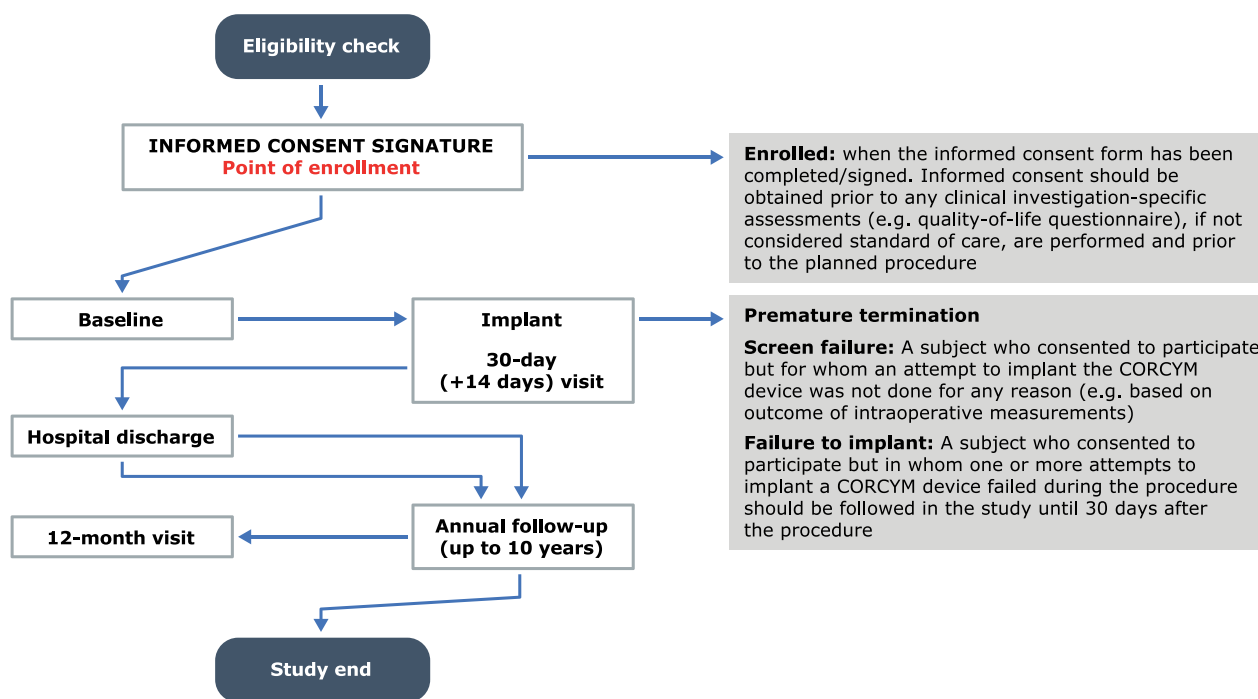 Eligibility check
INFORMED CONSENT SIGNATURE
Point of enrollment
Enrolled: when the informed consent form has been
completed/signed. Informed consent should be
obtained prior to any clinical investigation-specific
assessments (e.g. quality-of-life questionnaire), if not
considered standard of care, are performed and prior
to the planned procedure
Baseline
Implant
30-day
(+14 days) visit
Premature termination
Screen failure: A subject who consented to participate
but for whom an attempt to implant the CORCYM
device was not done for any reason (e.g. based on
outcome of intraoperative measurements)
Failure to implant: A subject who consented to
participate but in whom one or more attempts to
implant a CORCYM device failed during the procedure
should be followed in the study until 30 days after
the procedure
Hospital discharge
12-month visit
Annual follow-up
(up to 10 years)
Study end